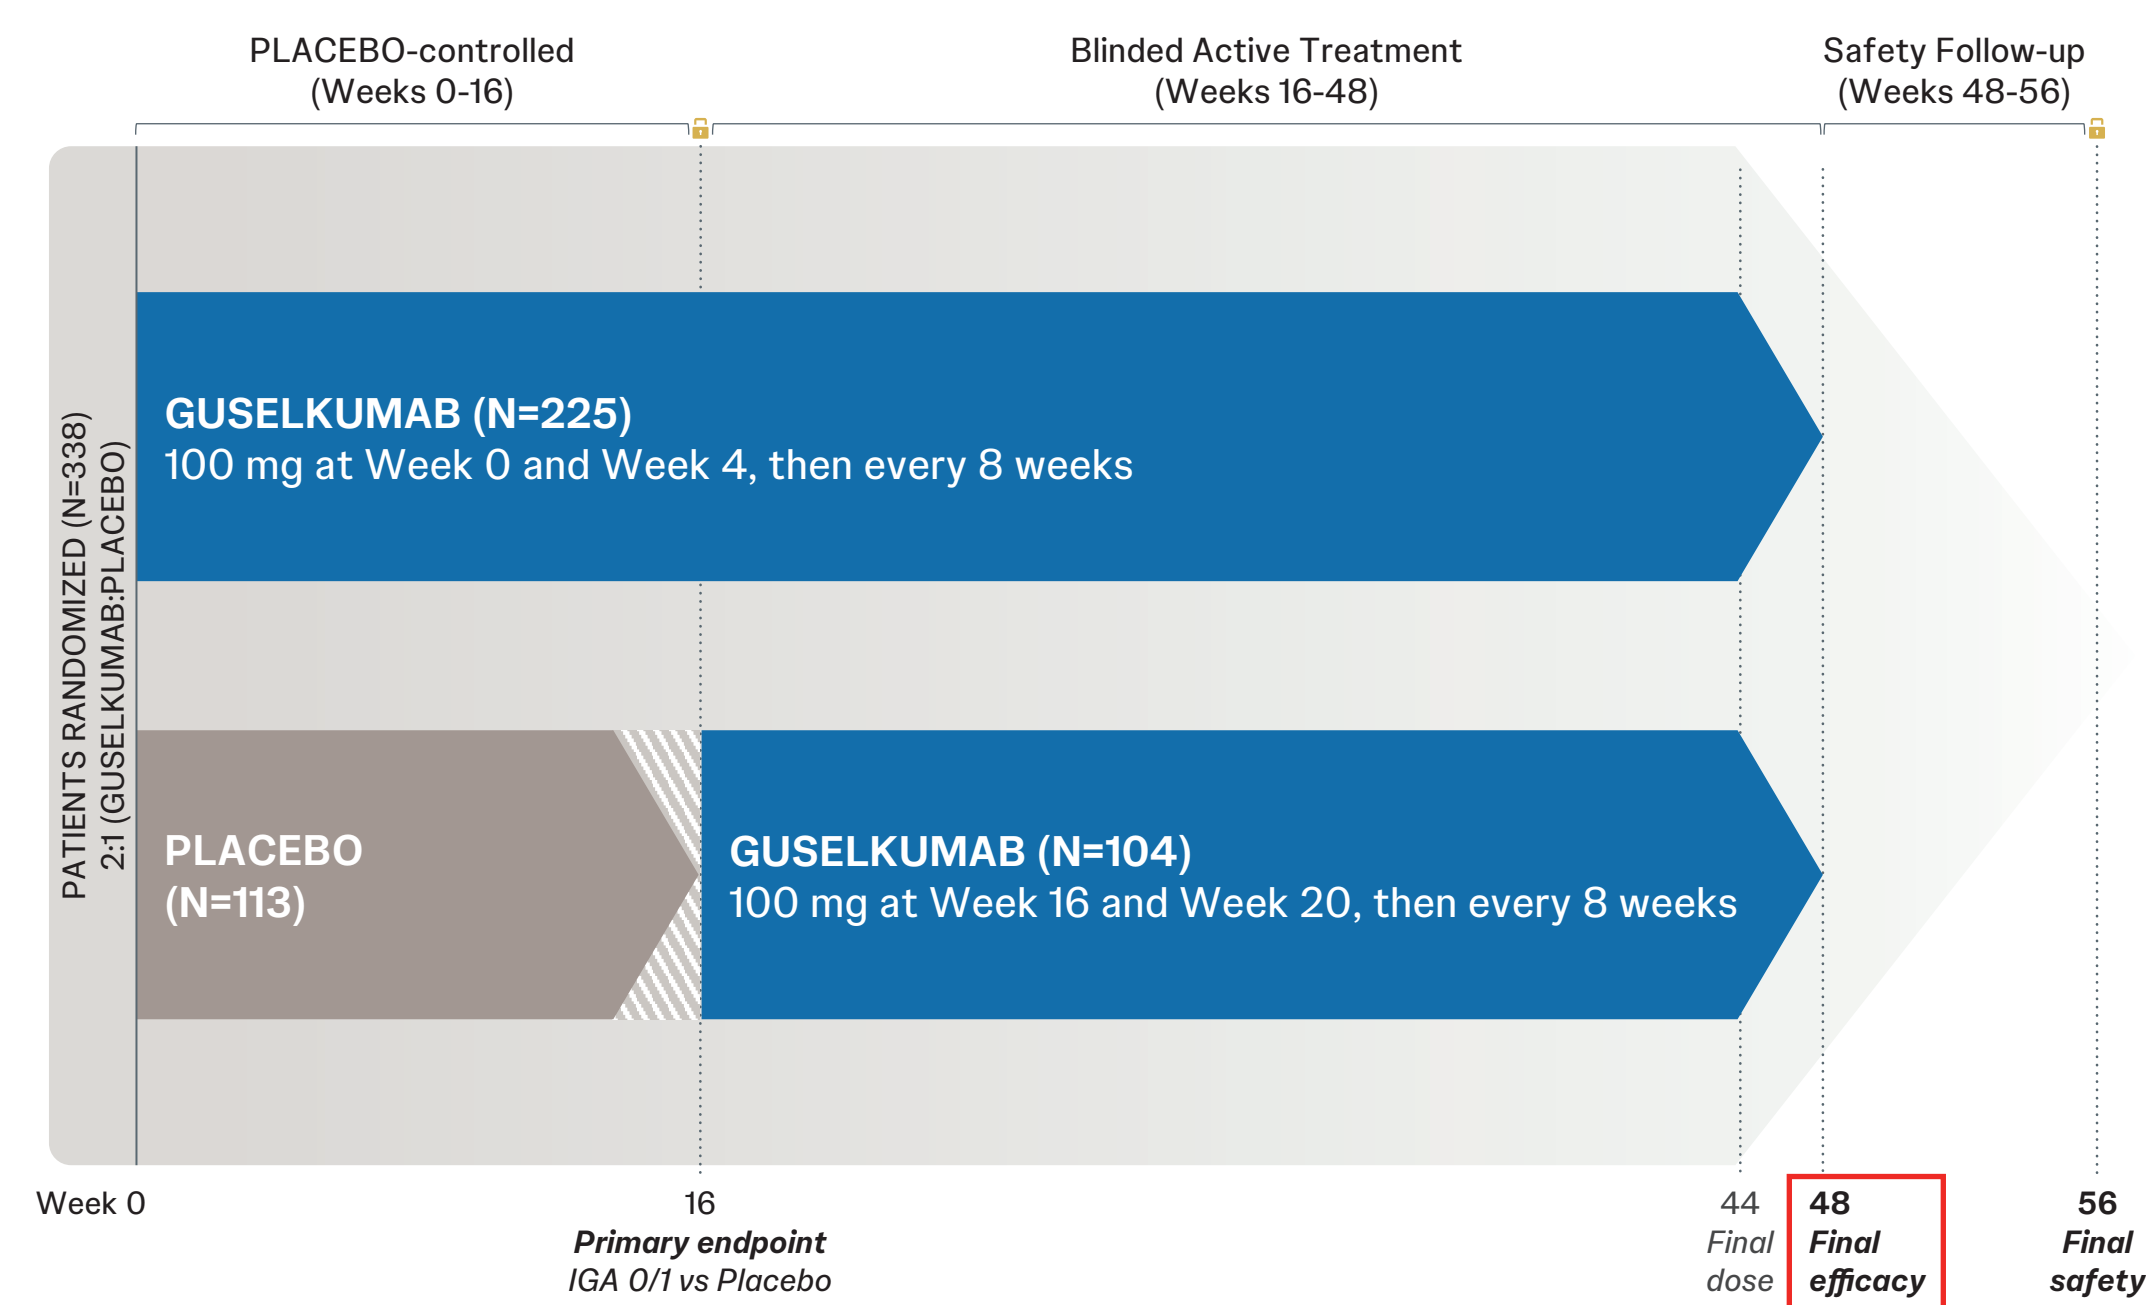 PLACEBO-controlled
(Weeks 0-16)
Blinded Active Treatment
(Weeks 16-48)
Safety Follow-up
(Weeks 48-56)
PATIENTS RANDOMIZED (N=338)
2:1 (GUSELKUMAB:PLACEBO)
GUSELKUMAB (N=225)
100 mg at Week 0 and Week 4, then every 8 weeks
PLACEBO
(N=113)
GUSELKUMAB (N=104)
100 mg at Week 16 and Week 20, then every 8 weeks
Week 0
16
Primary endpoint
IGA 0/1 vs Placebo
44
Final
dose
48
Final
efficacy
56
Final
safety